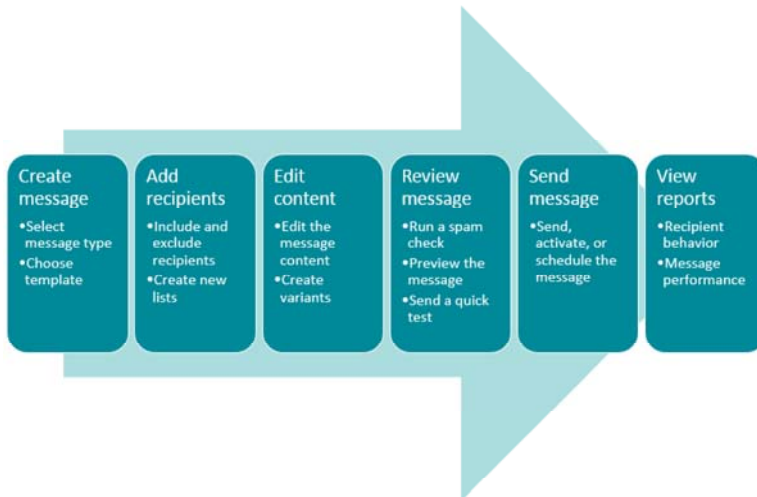 Create
message
•Select
message type
•Choose
template
Add
recipients
•Include and
exclude
recipients
•Create new
lists
Edit
content
•Edit the
message
content
•Create
variants
Review
message
•Run a spam
check
•Preview the
message
•Send a quick
test
Send
message
•Send,
activate, or
schedule the
message
View
reports
•Recipient
behavior
•Message
performance